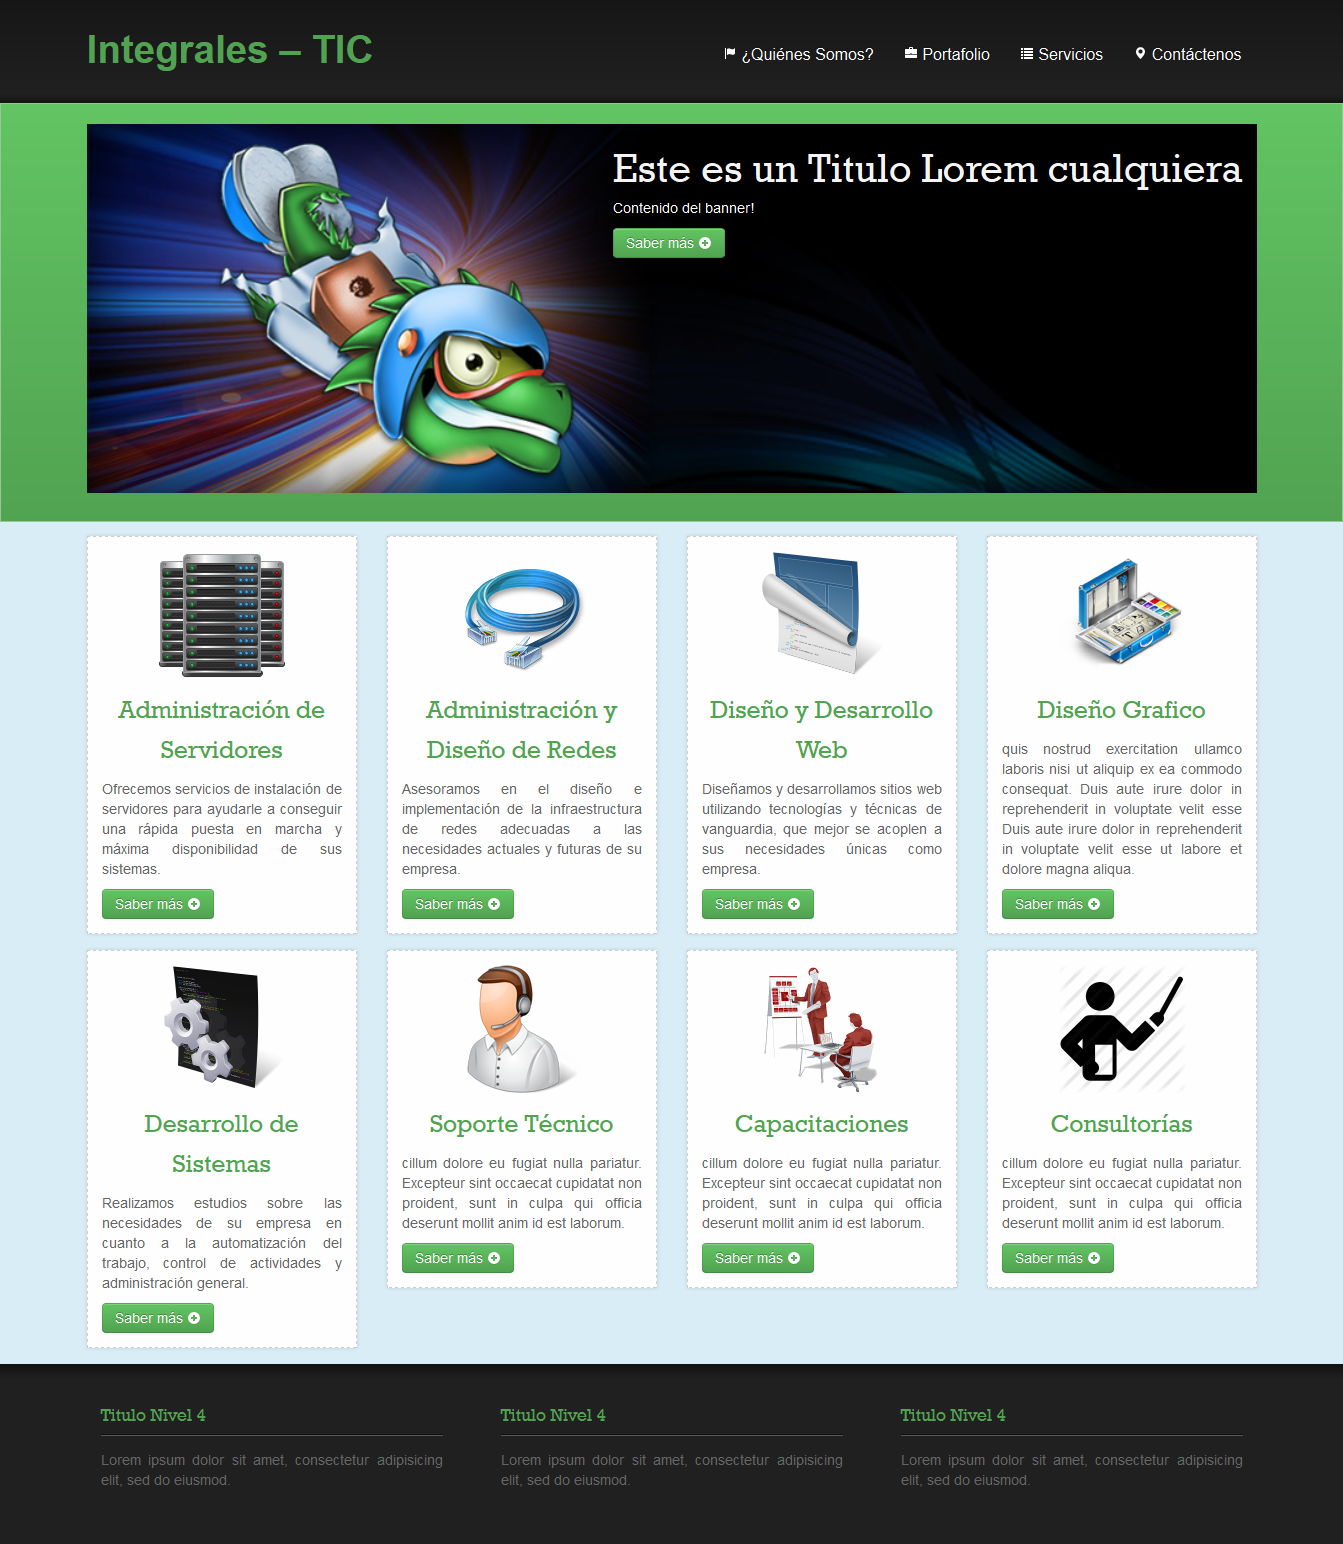 Integrales – TIC
¿Quiénes Somos?
Portafolio
Servicios
Contáctenos
Este es un Titulo Lorem cualquiera
Contenido del banner!
Saber más
Administración de
Servidores
Ofrecemos servicios de instalación de
servidores para ayudarle a conseguir
una rápida puesta en marcha y
máxima disponibilidad de sus
sistemas.
Saber más
Administración y
Diseño de Redes
Asesoramos en el diseño e
implementación de la infraestructura
de redes adecuadas a las
necesidades actuales y futuras de su
empresa.
Saber más
Diseño y Desarrollo
Web
Diseñamos y desarrollamos sitios web
utilizando tecnologías y técnicas de
vanguardia, que mejor se acoplen a
sus necesidades únicas como
empresa.
Saber más
Diseño Grafico
quis nostrud exercitation ullamco
laboris nisi ut aliquip ex ea commodo
consequat. Duis aute irure dolor in
reprehenderit in voluptate velit esse
Duis aute irure dolor in reprehenderit
in voluptate velit esse ut labore et
dolore magna aliqua.
Saber más
Desarrollo de
Sistemas
Realizamos estudios sobre las
necesidades de su empresa en
cuanto a la automatización del
trabajo, control de actividades y
administración general.
Saber más
Soporte Técnico
cillum dolore eu fugiat nulla pariatur.
Excepteur sint occaecat cupidatat non
proident, sunt in culpa qui officia
deserunt mollit anim id est laborum.
Saber más
Capacitaciones
cillum dolore eu fugiat nulla pariatur.
Excepteur sint occaecat cupidatat non
proident, sunt in culpa qui officia
deserunt mollit anim id est laborum.
Saber más
Consultorías
cillum dolore eu fugiat nulla pariatur.
Excepteur sint occaecat cupidatat non
proident, sunt in culpa qui officia
deserunt mollit anim id est laborum.
Saber más
Titulo Nivel 4
Lorem ipsum dolor sit amet, consectetur adipisicing
elit, sed do eiusmod.
Titulo Nivel 4
Lorem ipsum dolor sit amet, consectetur adipisicing
elit, sed do eiusmod.
Titulo Nivel 4
Lorem ipsum dolor sit amet, consectetur adipisicing
elit, sed do eiusmod.